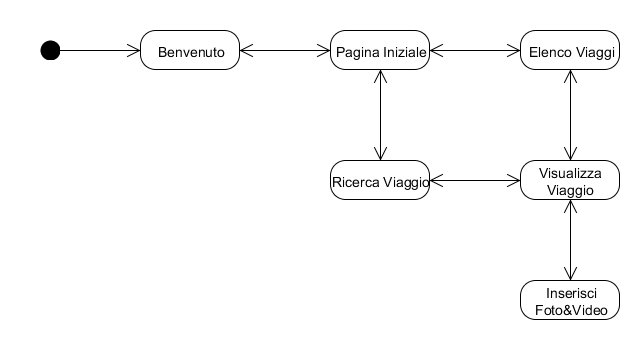 Benvenuto
Pagina Iniziale
Elenco Viaggi
Ricerca Viaggio
Visualizza
Viaggio
Inserisci
Foto&Video